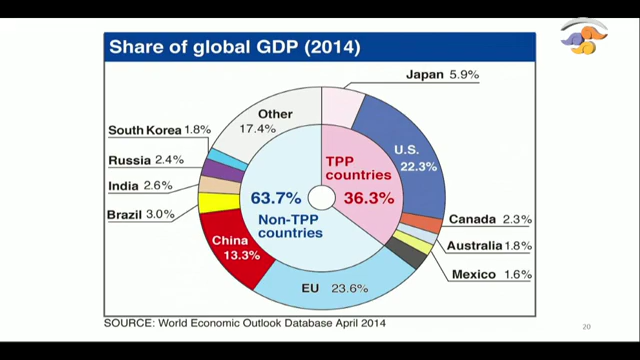 Share of global GDP (2014)
Japan 5.9%
Other
17.4%
South Korea 1.8%
U.S.
22.3%
TPP
countries
36.3%
Russia 2.4%
India 2.6%
63.7%
Non-TPP
countries
Brazil 3.0%
Canada 2.3%
China
13.3%
Australia 1.8%
Mexico 1.6%
EU 23.6%
SOURCE: World Economic Outlook Database April 2014
20